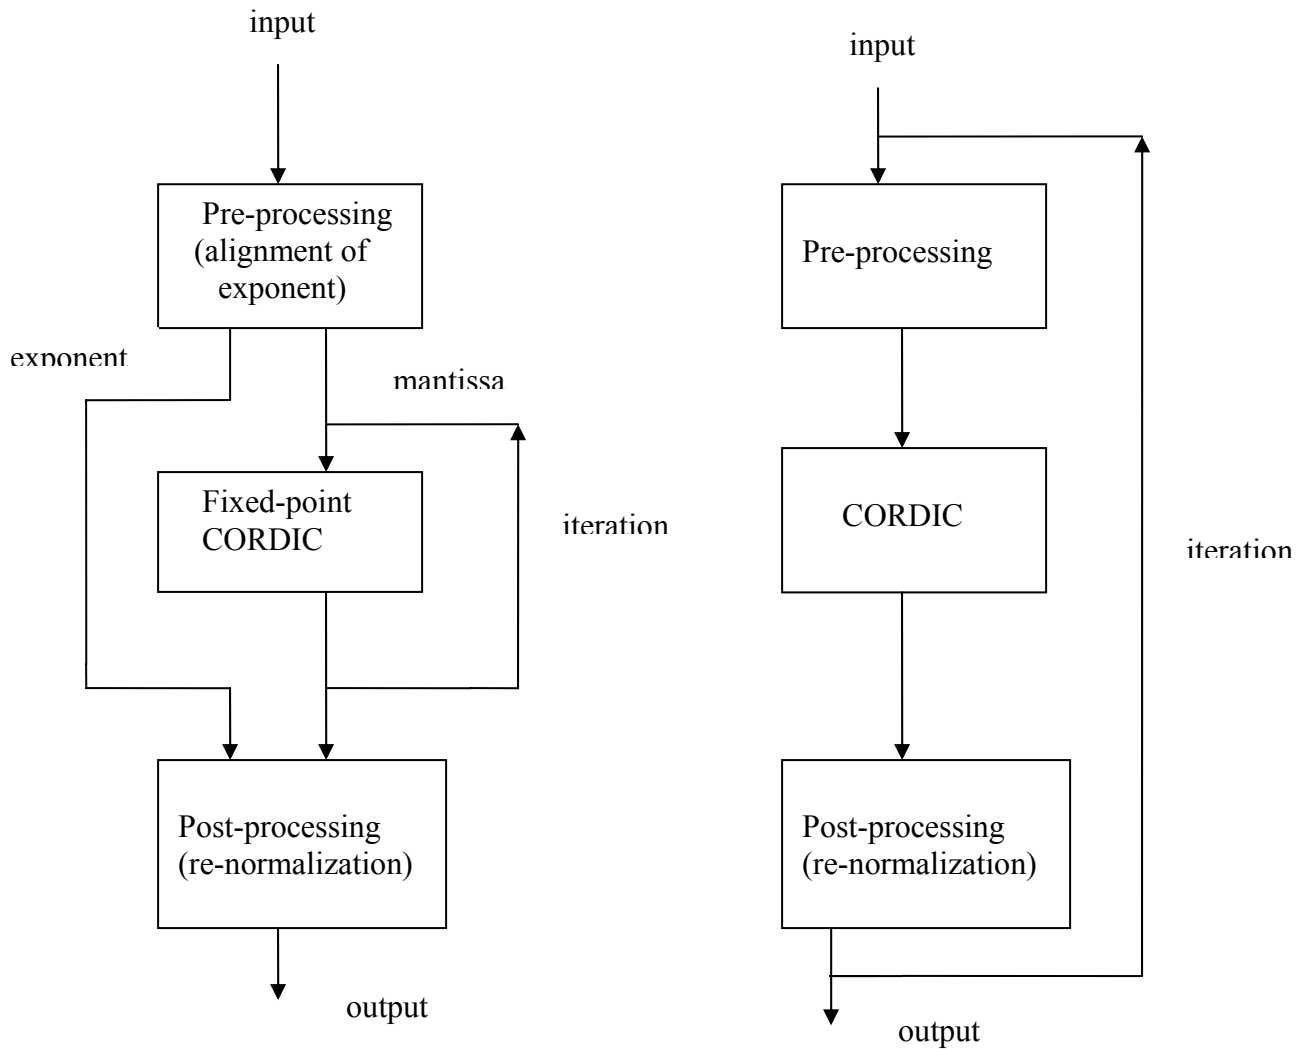 input
Pre-processing
(alignment of
exponent)
exponent
mantissa
Fixed-point
CORDIC
iteration
Post-processing
(re-normalization)
output
input
Pre-processing
CORDIC
iteration
Post-processing
(re-normalization)
output